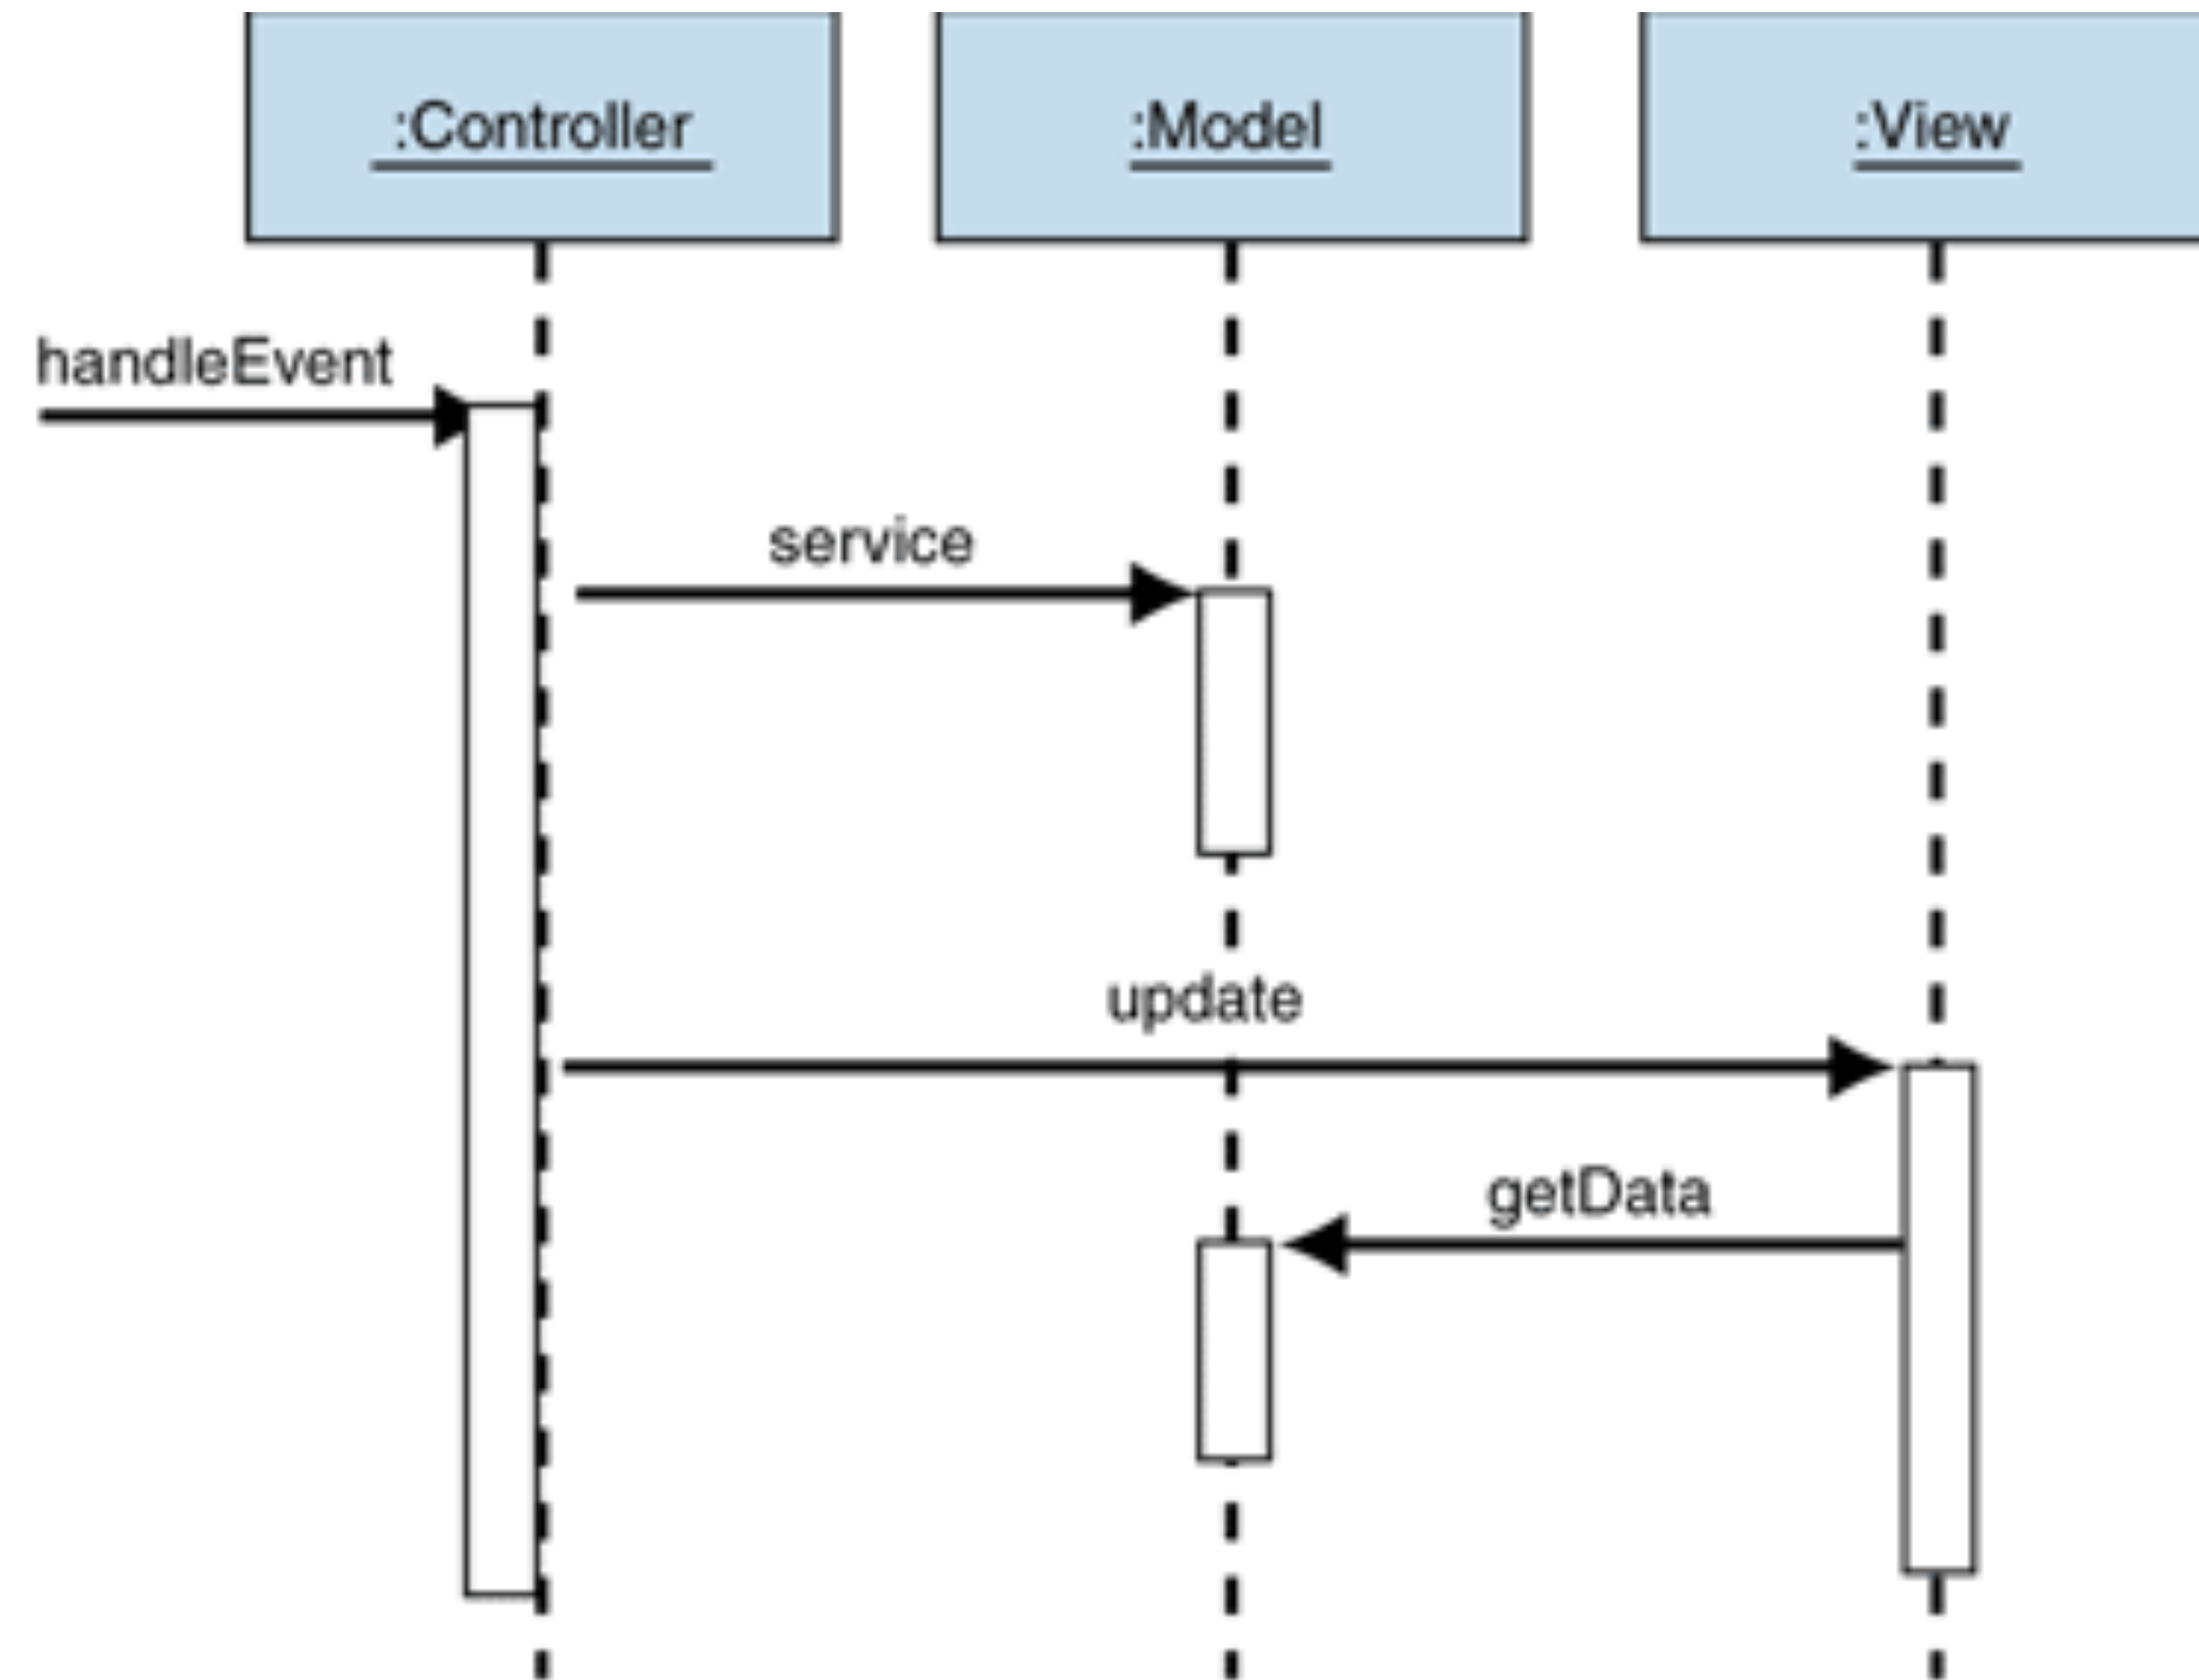 :Controller
:Model
:View
handleEvent
service
update
getData